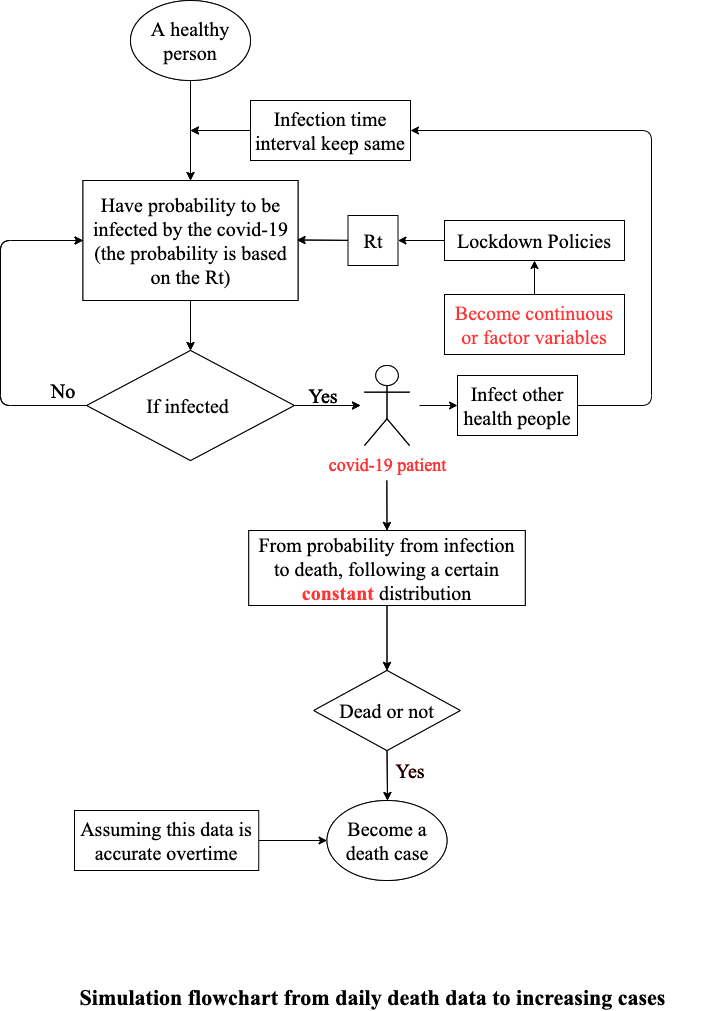 A healthy
person
Infection time
interval keep same
Have probability to be
infected by the covid-19
(the probability is based
on the Rt)
Rt
Lockdown Policies
Become continuous
or factor variables
No
If infected
Yes
Infect other
health people
covid-19 patient
From probability from infection
to death, following a certain
constant distribution
Dead or not
Yes
Assuming this data is
accurate overtime
Become a
death case
Simulation flowchart from daily death data to increasing cases